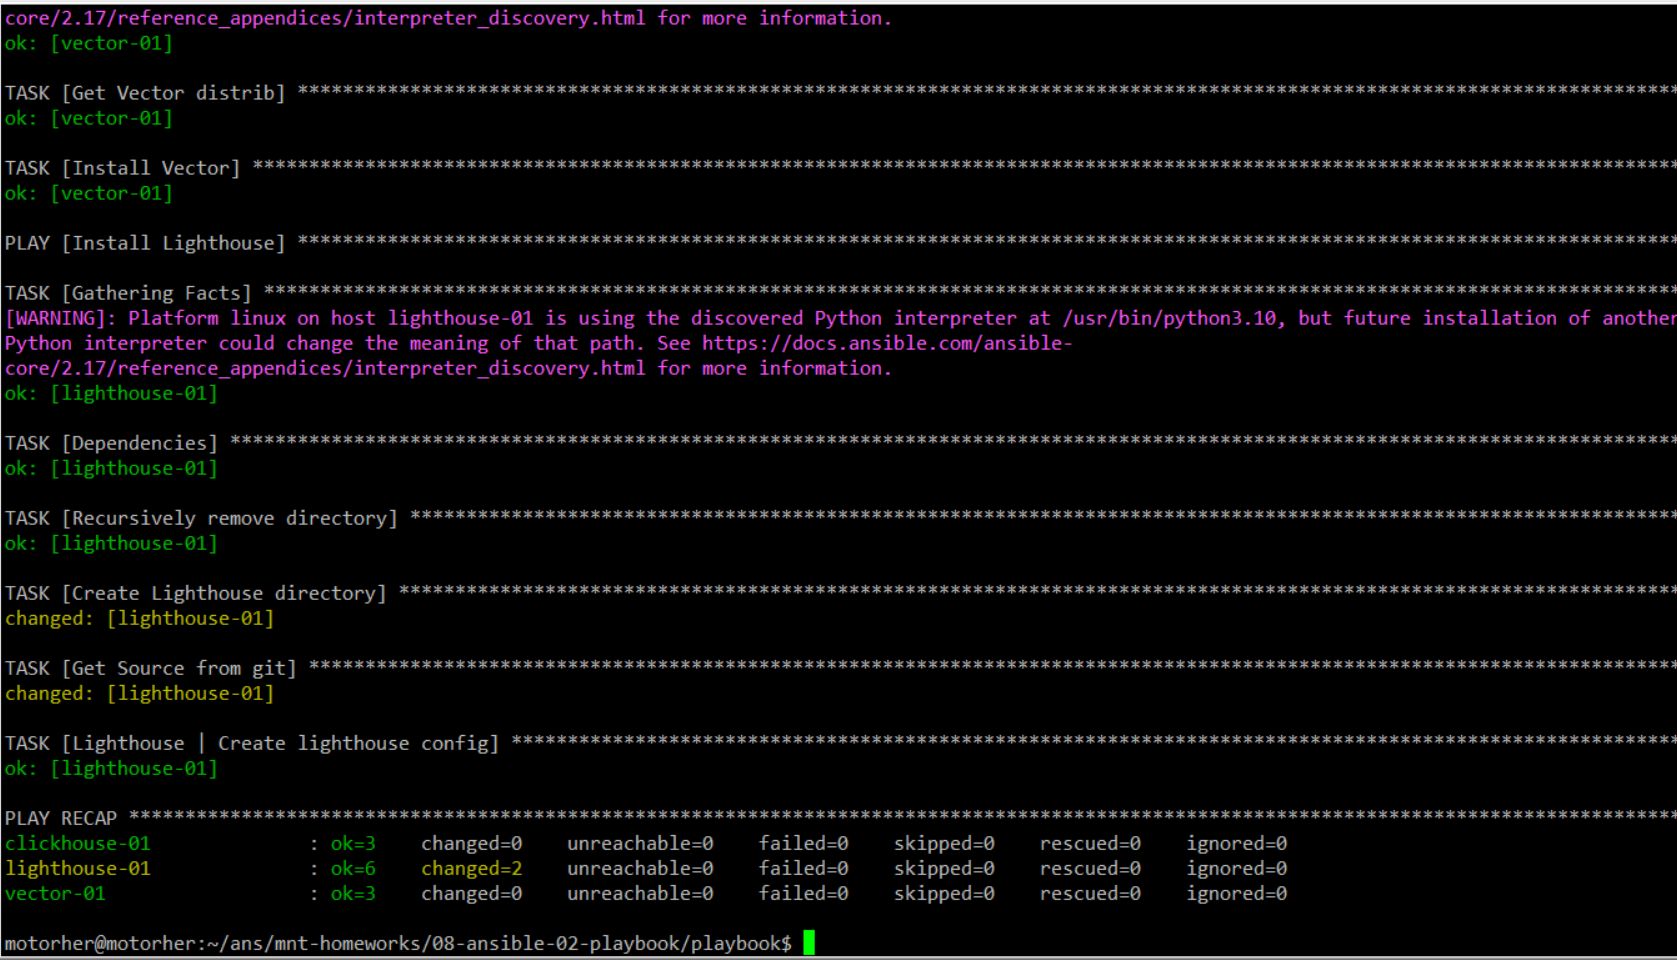 core/2.17/reference_appendices/interpreter_discovery.html for more information.
ok: [vector-01]
TASK [Get Vector distrib] ***************************************************************************************************************************
ok: [vector-01]
TASK [Install Vector] *******************************************************************************************************************************
ok: [vector-01]
PLAY [Install Lighthouse] ***************************************************************************************************************************
TASK [Gathering Facts] ******************************************************************************************************************************
[WARNING]: Platform linux on host lighthouse-01 is using the discovered Python interpreter at /usr/bin/python3.10, but future installation of another
Python interpreter could change the meaning of that path. See https://docs.ansible.com/ansible-
core/2.17/reference_appendices/interpreter_discovery.html for more information.
ok: [lighthouse-01]
TASK [Dependencies] *********************************************************************************************************************************
ok: [lighthouse-01]
TASK [Recursively remove directory] *****************************************************************************************************************
ok: [lighthouse-01]
TASK [Create Lighthouse directory] ******************************************************************************************************************
changed: [lighthouse-01]
TASK [Get Source from git] **************************************************************************************************************************
changed: [lighthouse-01]
TASK [Lighthouse | Create lighthouse config] ********************************************************************************************************
ok: [lighthouse-01]
PLAY RECAP ******************************************************************************************************************************************
clickhouse-01 : ok=3 changed=0 unreachable=0 failed=0 skipped=0 rescued=0 ignored=0
lighthouse-01 : ok=6 changed=2 unreachable=0 failed=0 skipped=0 rescued=0 ignored=0
vector-01 : ok=3 changed=0 unreachable=0 failed=0 skipped=0 rescued=0 ignored=0
motorher@motorher:~/ans/mnt-homeworks/08-ansible-02-playbook/playbook$